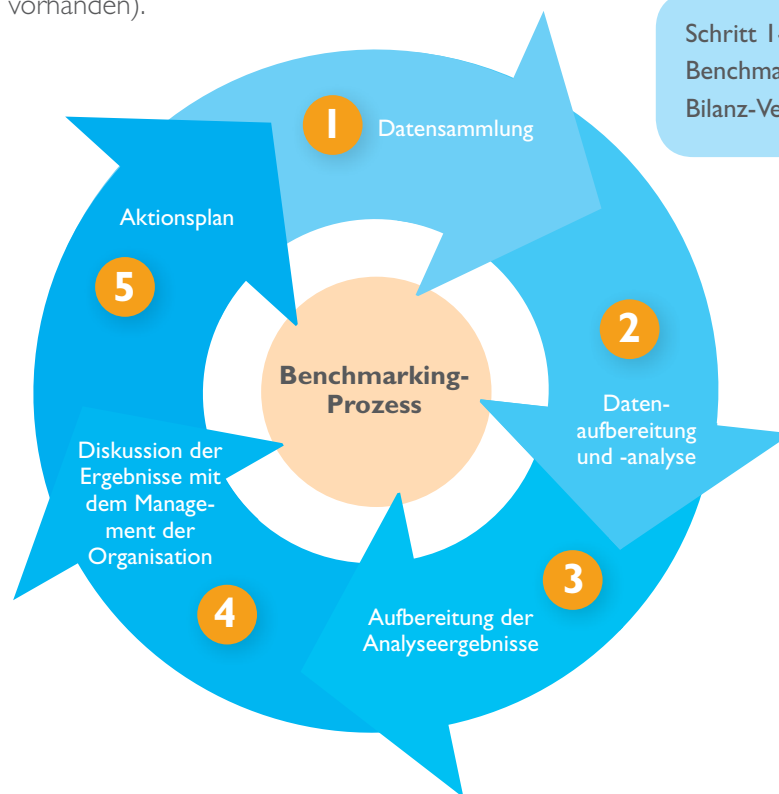 vorhanden).
Schritt 1
Benchma
Bilanz-Ve
1
Datensammlung
2
Daten-
aufbereitung
und -analyse
3
Aufbereitung der
Analyseergebnisse
4
Diskussion der
Ergebnisse mit
dem Manage-
ment der
Organisation
5
Aktionsplan
Benchmarking-
Prozess